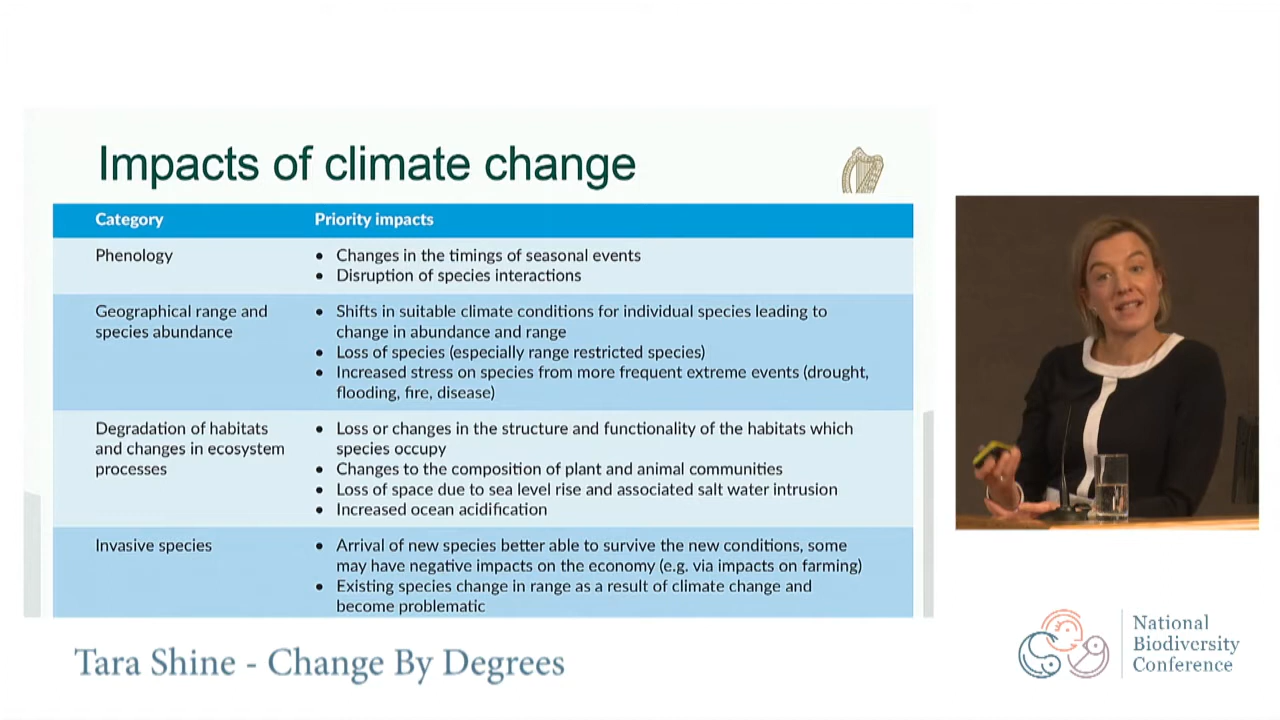 Impacts of climate change
Category
Priority impacts
Phenology
• Changes in the timings of seasonal events
• Disruption of species interactions
Geographical range and
species abundance
• Shifts in suitable climate conditions for individual species leading to
change in abundance and range
• Loss of species (especially range restricted species)
• Increased stress on species from more frequent extreme events (drought,
flooding, fire, disease)
Degradation of habitats
and changes in ecosystem
processes
• Loss or changes in the structure and functionality of the habitats which
species occupy
• Changes to the composition of plant and animal communities
• Loss of space due to sea level rise and associated salt water intrusion
• Increased ocean acidification
Invasive species
• Arrival of new species better able to survive the new conditions, some
may have negative impacts on the economy (e.g. via impacts on farming)
• Existing species change in range as a result of climate change and
become problematic
Tara Shine - Change By Degrees
National
Biodiversity
Conference